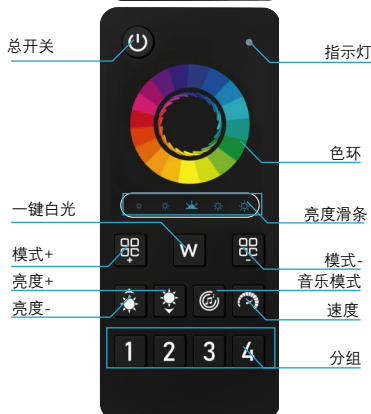 总开关
指示灯
色环
一键白光
亮度滑条
模式+
W
模式-
亮度+
音乐模式
亮度-
速度
1 2 3 4
分组